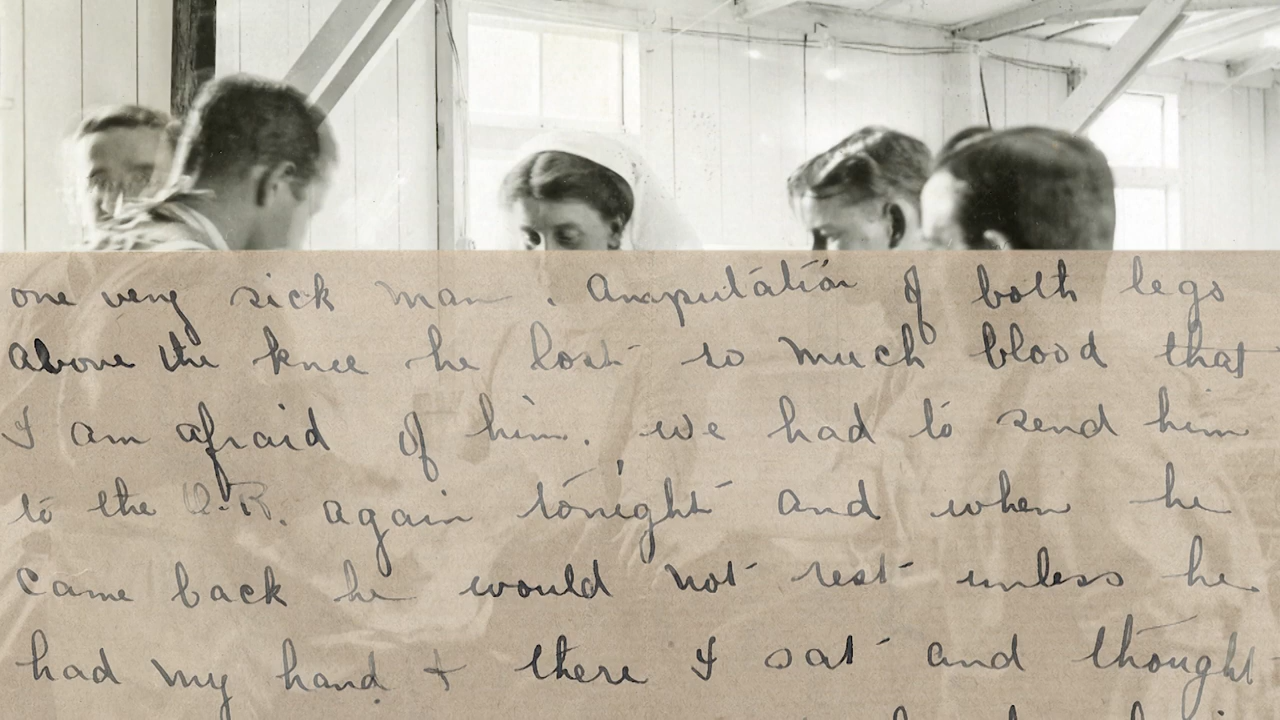 one very sick man. Amputation of both legs
above the knee he lost so much blood that
I am afraid of him. We had to send him
to the O.R. again tonight and when he
came back he would not rest unless he
had my hand & there I sat and thought